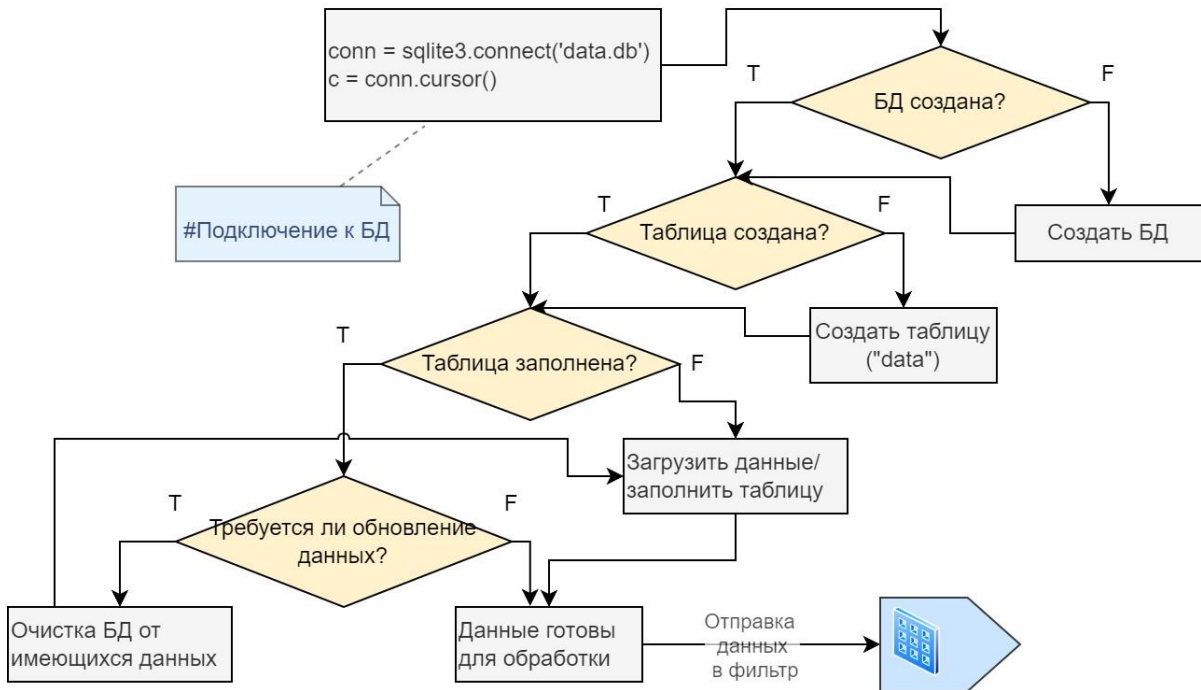 conn = sqlite3.connect('data.db')
c = conn.cursor()
T
F
БД создана?
#Подключение к БД
T
F
Таблица создана?
Создать БД
T
Таблица заполнена?
F
Создать таблицу
("data")
Загрузить данные/
заполнить таблицу
T
F
Требуется ли обновление
данных?
Очистка БД от
имеющихся данных
Данные готовы
для обработки
Отправка
данных
в фильтр